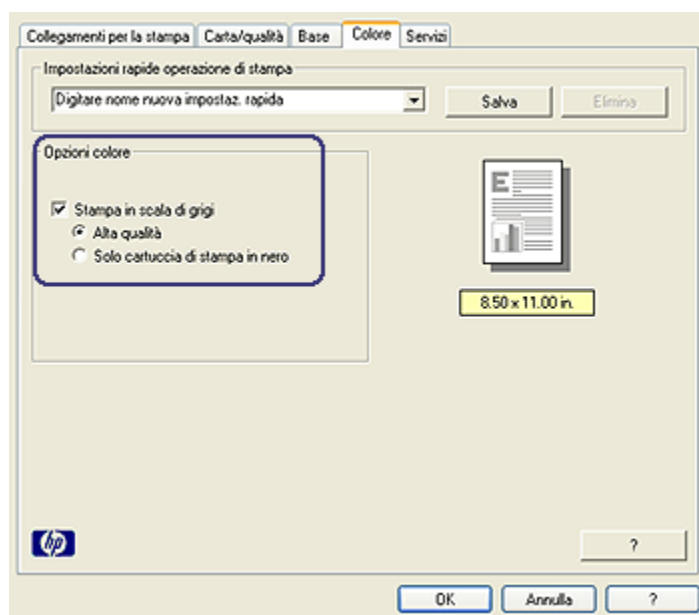 Collegamenti per la stampa Carta/qualità Base Colore Servizi
Impostazioni rapide operazione di stampa
Digitare nome nuova impostaz. rapida Salva Elimina
Opzioni colore
Stampa in scala di grigi
Alta qualità
Solo cartuccia di stampa in nero
E
8.50 x 11.00 in.
hp ?
OK Annulla ?